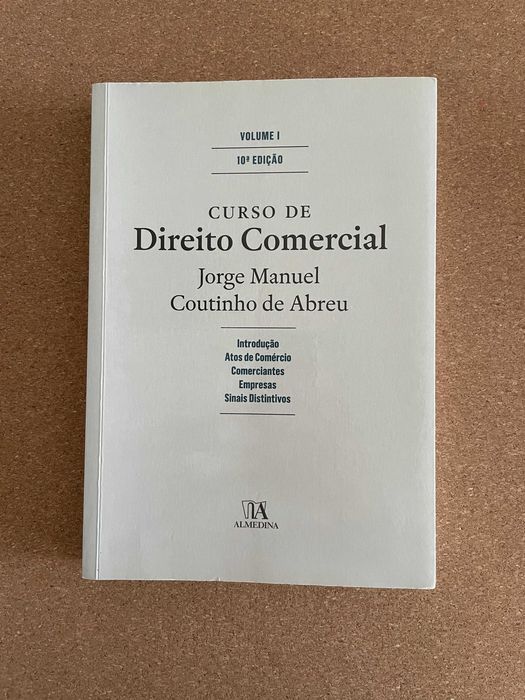 VOLUME I
10ª EDIÇÃO
CURSO DE
Direito Comercial
Jorge Manuel
Coutinho de Abreu
Introdução
Atos de Comércio
Comerciantes
Empresas
Sinais Distintivos
ALMEDINA